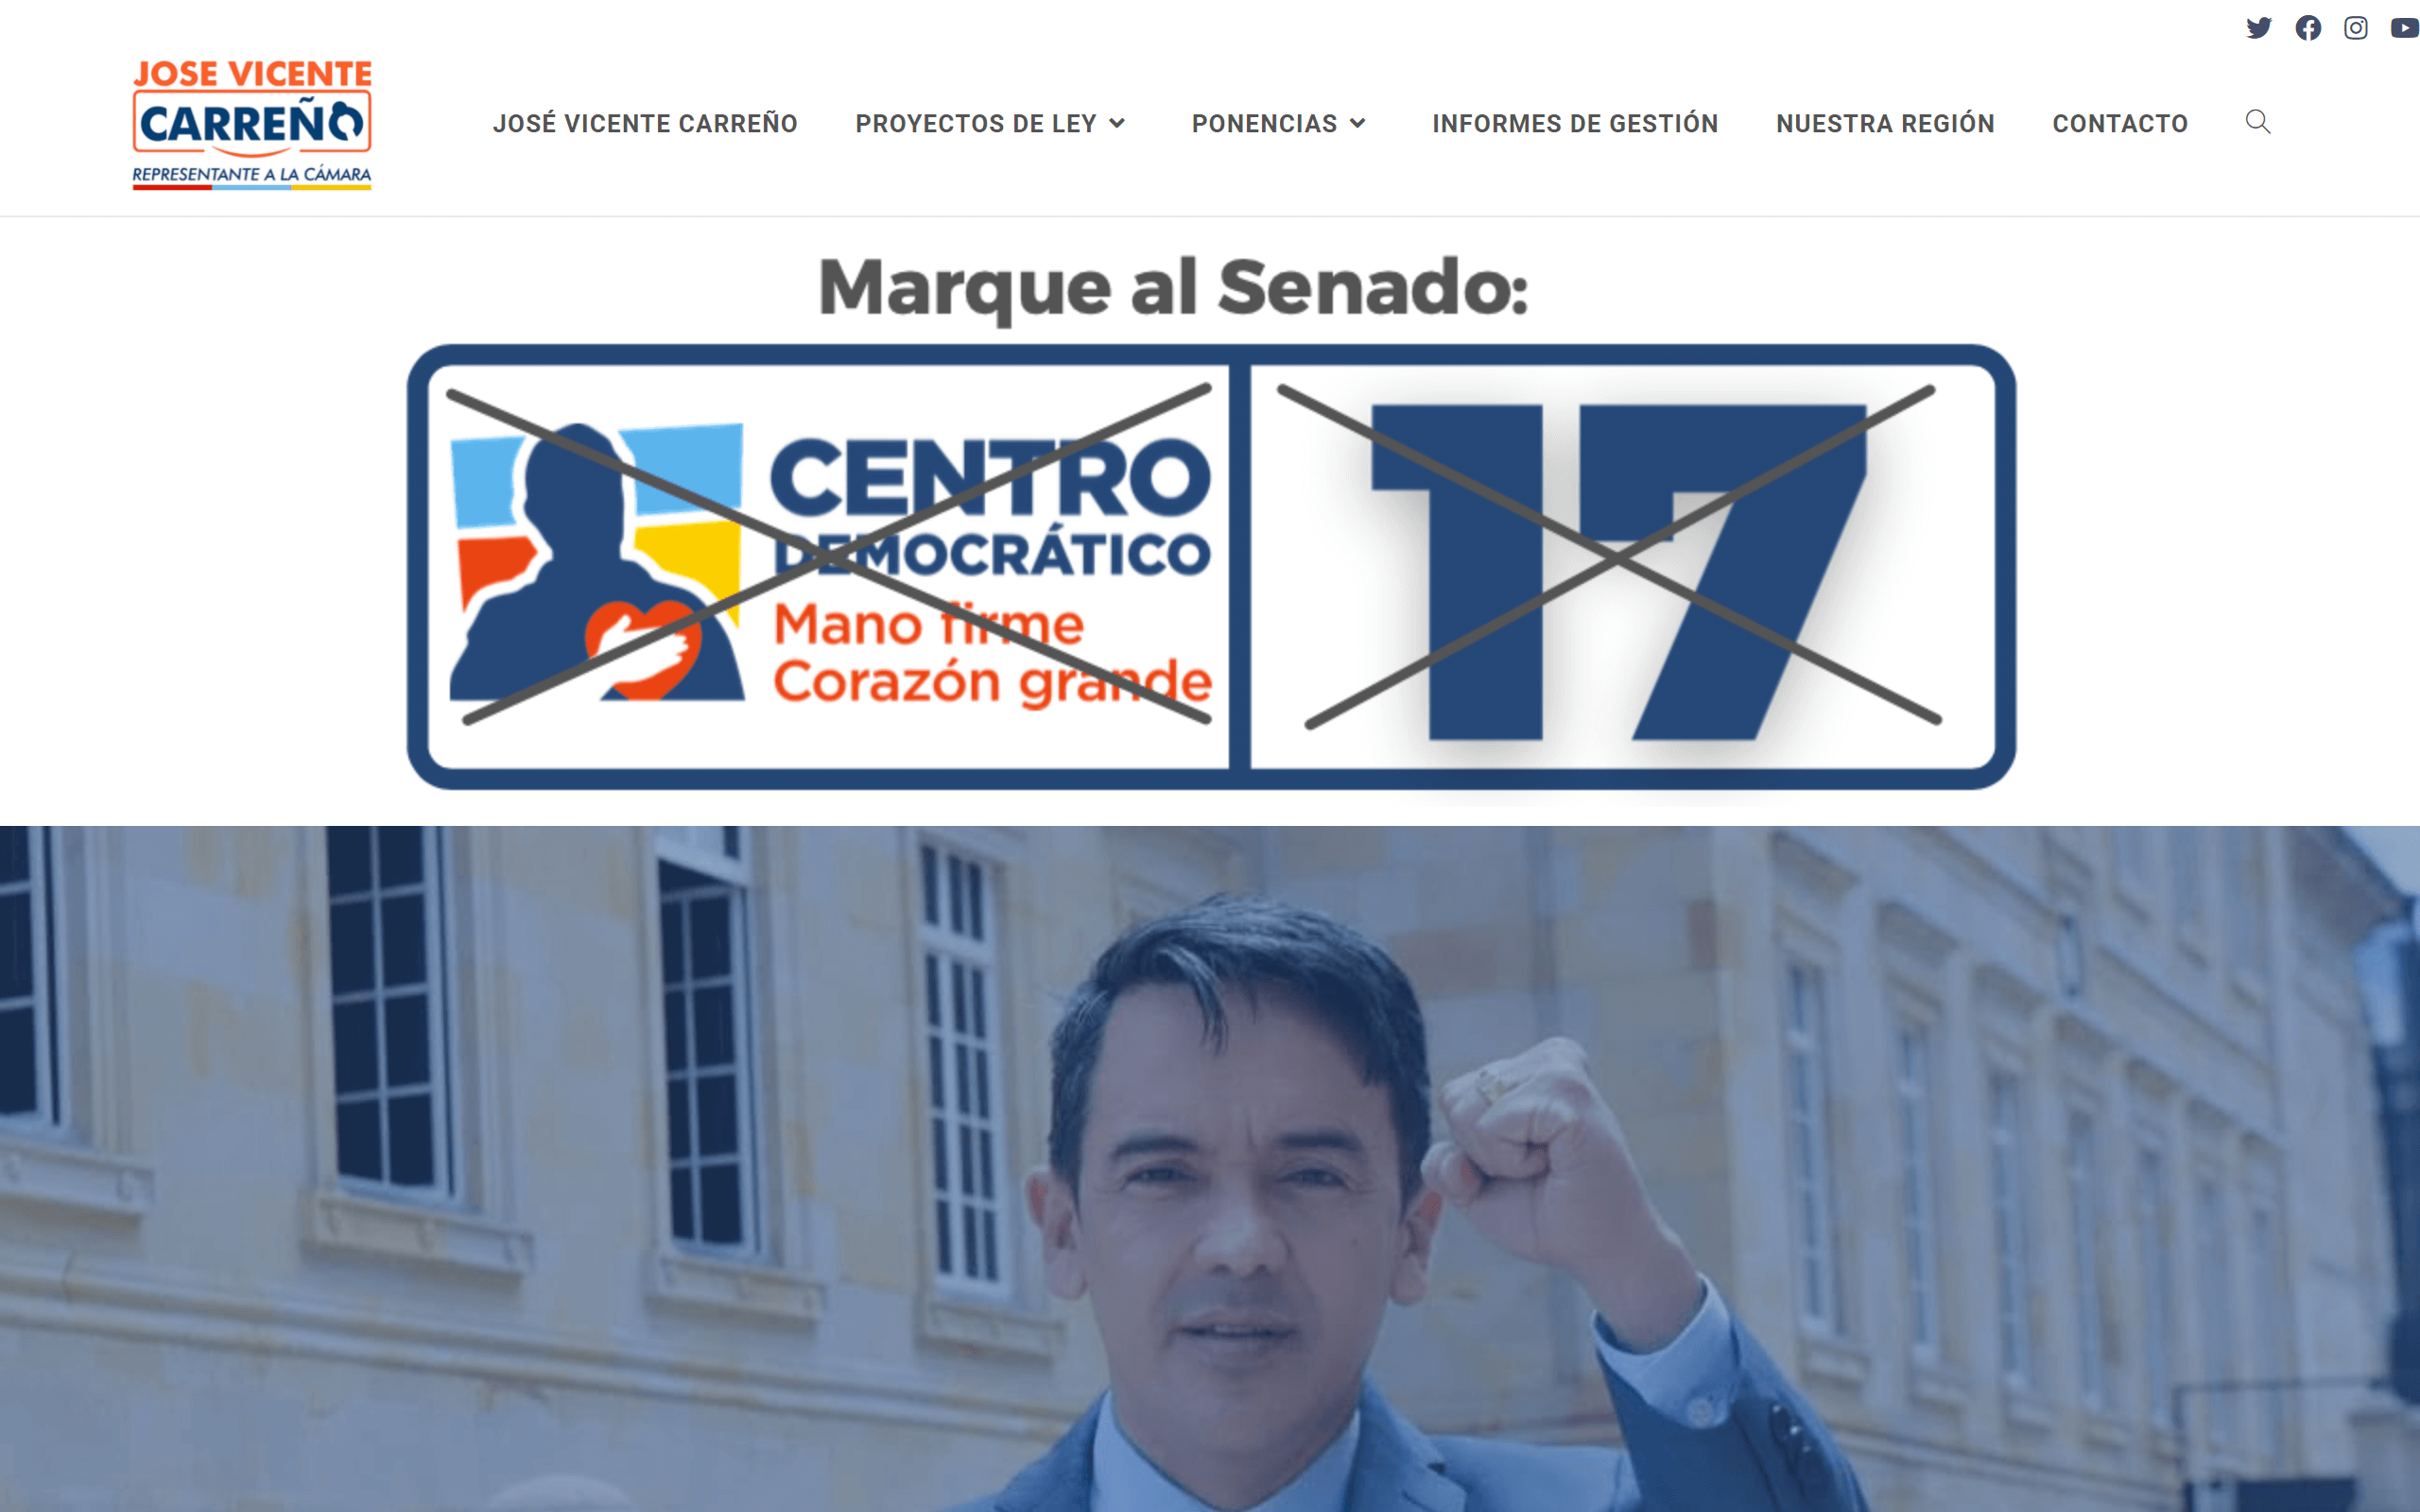 JOSE VICENTE
CARREÑO
REPRESENTANTE A LA CÁMARA
JOSÉ VICENTE CARREÑO
PROYECTOS DE LEY
PONENCIAS
INFORMES DE GESTIÓN
NUESTRA REGIÓN
CONTACTO
Marque al Senado:
CENTRO
DEMOCRÁTICO
Mano firme
Corazón grande
17